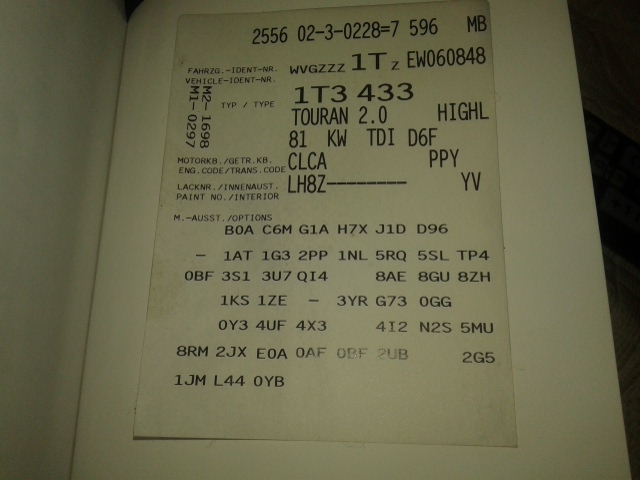 2556 02-3-0228=7 596 MB
FAHRZG.-IDENT-NR.
VEHICLE-IDENT-NR.
WVGZZZ 1T Z EW060848
M2- 1698
M1- 0297
TYP / TYPE
1T3 433
TOURAN 2.0 HIGHL
81 KW TDI D6F
MOTORKB./GETR.KB.
ENG.CODE/TRANS.CODE
CLCA PPY
LACKNR./INNENAUST.
PAINT NO./INTERIOR
LH8Z-------- YV
M.-AUSST./OPTIONS
B0A C6M G1A H7X J1D D96
- 1AT 1G3 2PP 1NL 5RQ 5SL TP4
0BF 3S1 3U7 QI4 8AE 8GU 8ZH
1KS 1ZE - 3YR G73 0GG
0Y3 4UF 4X3 4I2 N2S 5MU
8RM 2JX E0A 0AF 0BF 2UB 2G5
1JM L44 0YB